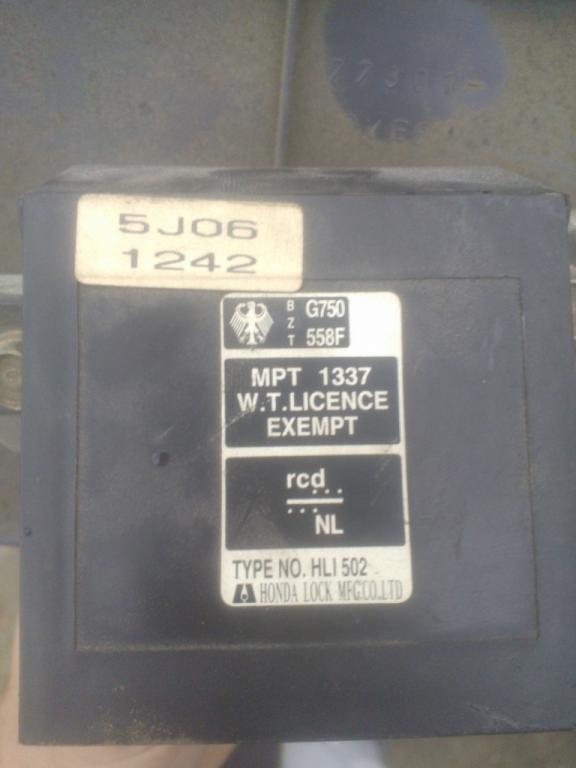 5J06
1242
B Z T
G750
558F
MPT 1337
W.T.LICENCE
EXEMPT
rcd
NL
TYPE NO. HLI 502
HONDA LOCK MFG.CO.,LTD